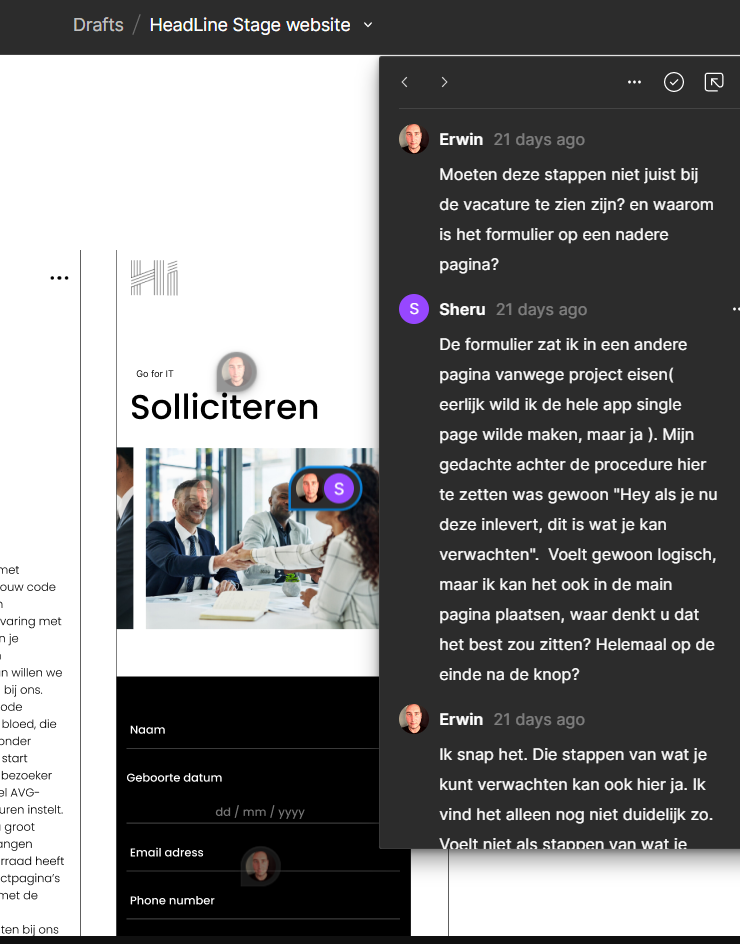 Drafts / HeadLine Stage website
Erwin 21 days ago
Moeten deze stappen niet juist bij
de vacature te zien zijn? en waarom
is het formulier op een nadere
pagina?
S Sheru 21 days ago
De formulier zat ik in een andere
pagina vanwege project eisen(
eerlijk wild ik de hele app single
page wilde maken, maar ja ). Mijn
gedachte achter de procedure hier
te zetten was gewoon "Hey als je nu
deze inlevert, dit is wat je kan
verwachten". Voelt gewoon logisch,
maar ik kan het ook in de main
pagina plaatsen, waar denkt u dat
het best zou zitten? Helemaal op de
einde na de knop?
Erwin 21 days ago
Ik snap het. Die stappen van wat je
kunt verwachten kan ook hier ja. Ik
vind het alleen nog niet duidelijk zo.
Voelt niet als stappen van wat je
Hi
Go for IT
Solliciteren
S
Naam
Geboorte datum
dd / mm / yyyy
Email adress
Phone number
met
ouw code
n
varing met
n je
n willen we
bij ons.
ode
bloed, die
onder
start
bezoeker
el AVG-
uren instelt.
groot
angen
rraad heeft
ctpagina's
met de
ten bij ons